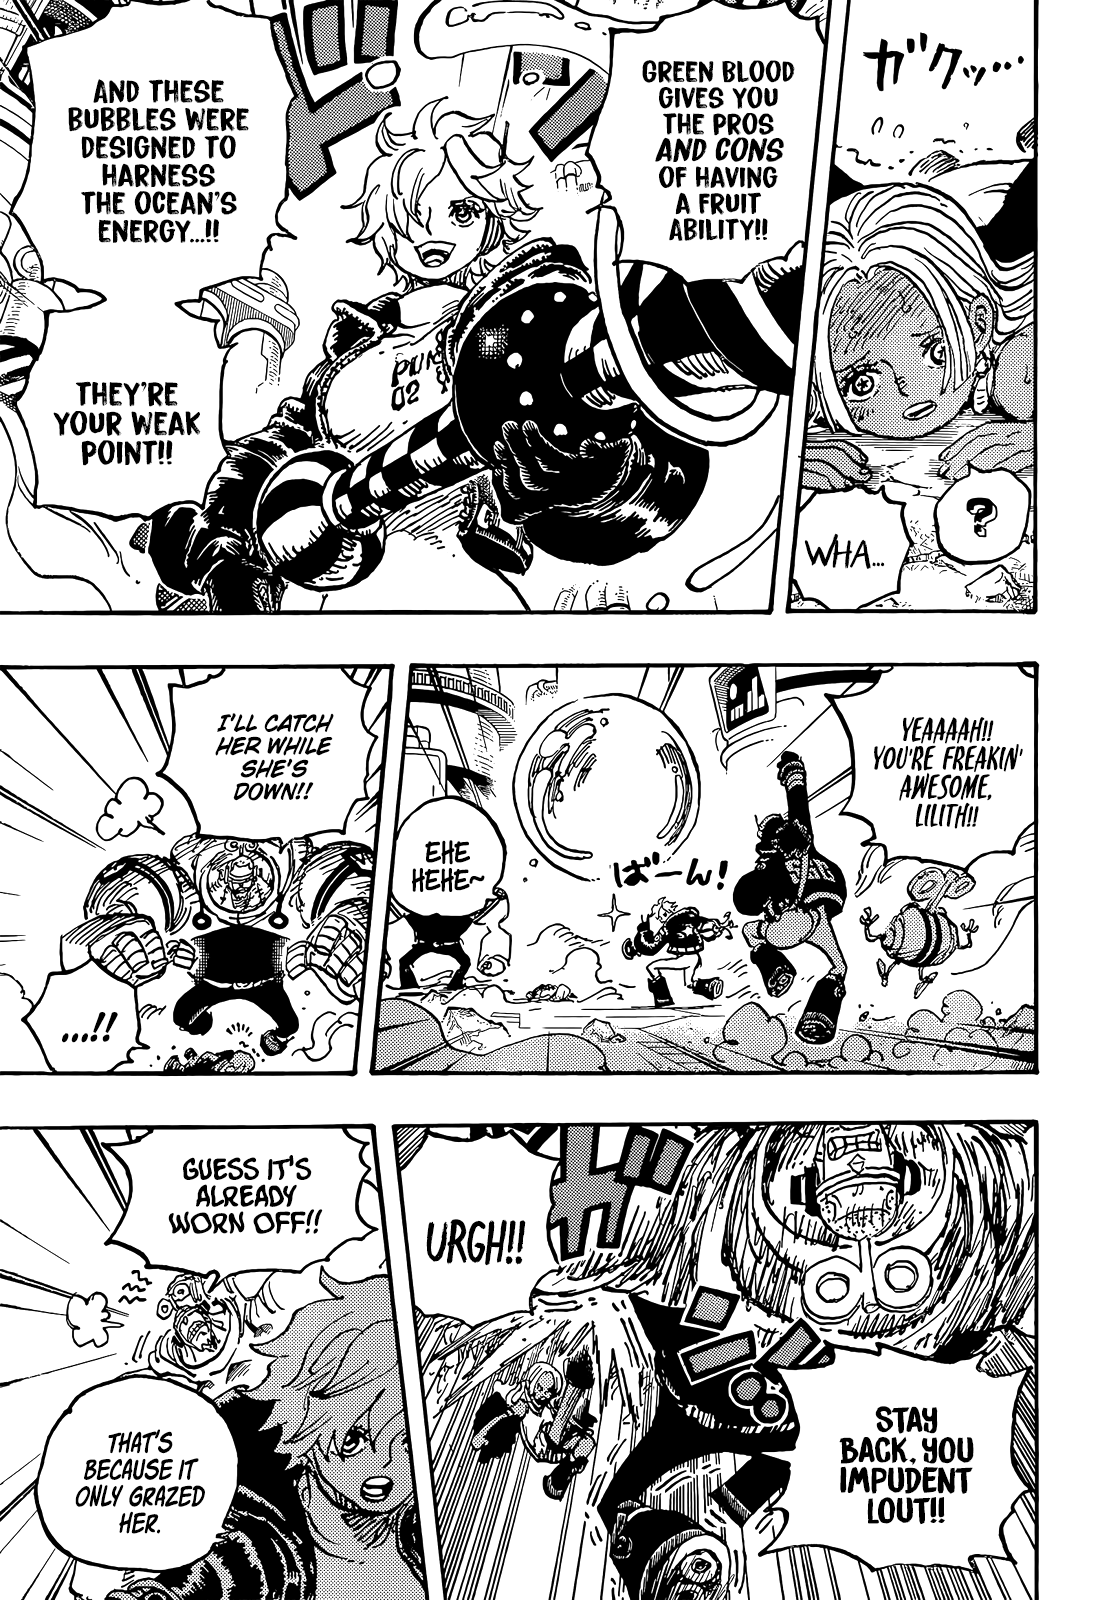 ガクッ…
WHA...
?
GREEN BLOOD
GIVES YOU
THE PROS
AND CONS
OF HAVING
A FRUIT
ABILITY!!
AND THESE
BUBBLES WERE
DESIGNED TO
HARNESS
THE OCEAN'S
ENERGY...!!
THEY'RE
YOUR WEAK
POINT!!
02
YEAAAAH!!
YOU'RE FREAKIN'
AWESOME,
LILITH!!
ばーん!
EHE
HEHE~
I'LL CATCH
HER WHILE
SHE'S
DOWN!!
...!!
STAY
BACK, YOU
IMPUDENT
LOUT!!
URGH!!
GUESS IT'S
ALREADY
WORN OFF!!
THAT'S
BECAUSE IT
ONLY GRAZED
HER.